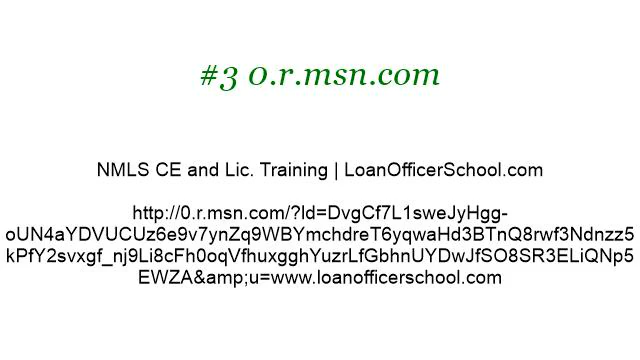 #3 0.r.msn.com
NMLS CE and Lic. Training | LoanOfficerSchool.com
http://0.r.msn.com/?ld=DvgCf7L1sweJyHgg-
oUN4aYDVUCUz6e9v7ynZq9WBYmchdreT6yqwaHd3BTnQ8rwf3Ndnzz5
kPfY2svxgf_nj9Li8cFh0oqVfhuxgghYuzrLfGbhnUYDwJfSO8SR3ELiQNp5
EWZA&amp;u=www.loanofficerschool.com